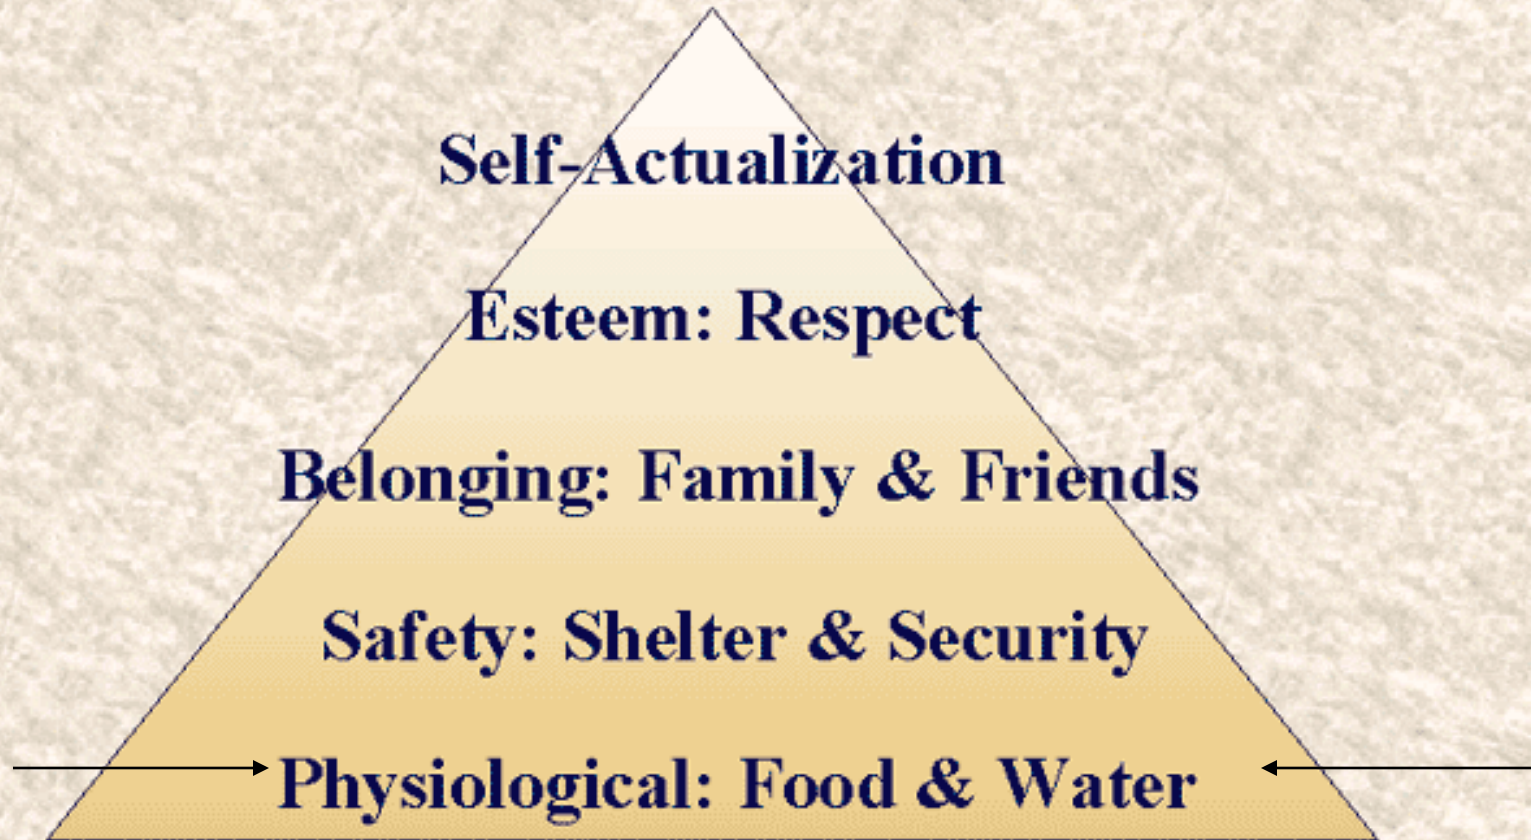 Self-Actualization
Esteem: Respect
Belonging: Family & Friends
Safety: Shelter & Security
Physiological: Food & Water